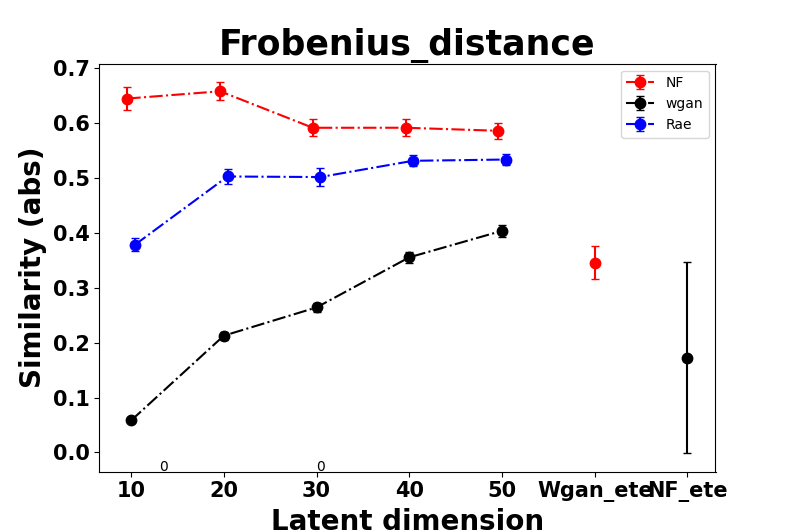 Frobenius_distance
0.7
0.6
0.5
0.4
0.3
0.2
0.1
0.0
Similarity (abs)
NF
wgan
Rae
0
0
10 20 30 40 50 Wgan_ete NF_ete
Latent dimension